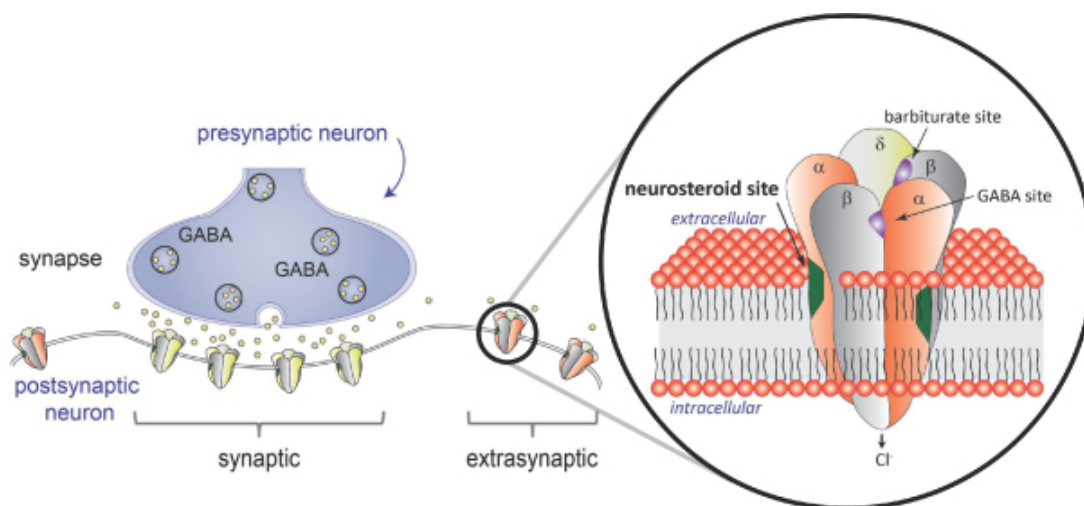 presynaptic neuron
GABA
GABA
synapse
postsynaptic
neuron
synaptic
extrasynaptic
barbiturate site
δ
β
α
neurosteroid site
β
α
GABA site
extracellular
intracellular
Cl-